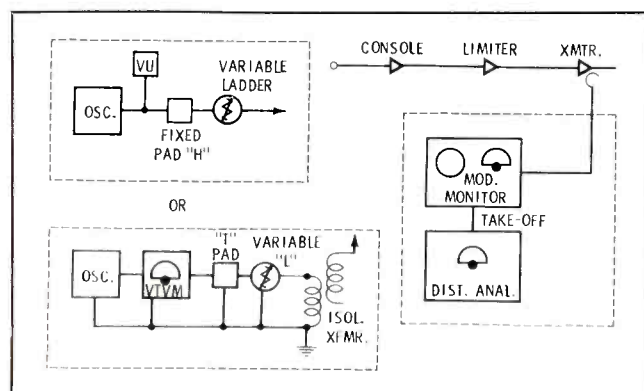 VU
VARIABLE
LADDER
OSC.
FIXED
PAD "H"
OR
"T"
PAD
VARIABLE
"L"
OSC.
VTVM
ISOL.
XFMR.
CONSOLE
LIMITER
XMTR.
MOD.
MONITOR
TAKE-OFF
DIST. ANAL.